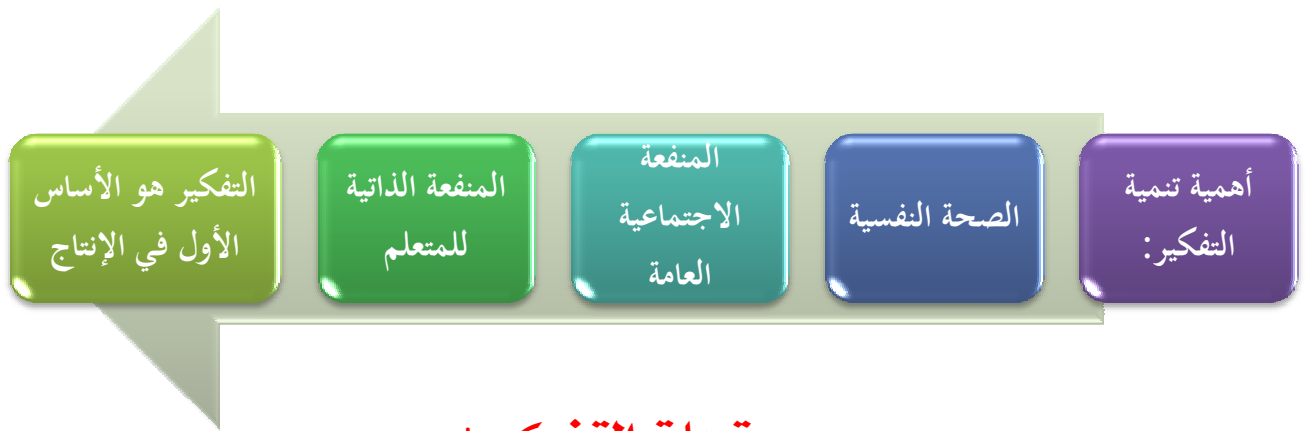 أهمية تنمية
التفكير:
الصحة النفسية
المنفعة
الاجتماعية
العامة
المنفعة الذاتية
للمتعلم
التفكير هو الأساس
الأول في الإنتاج